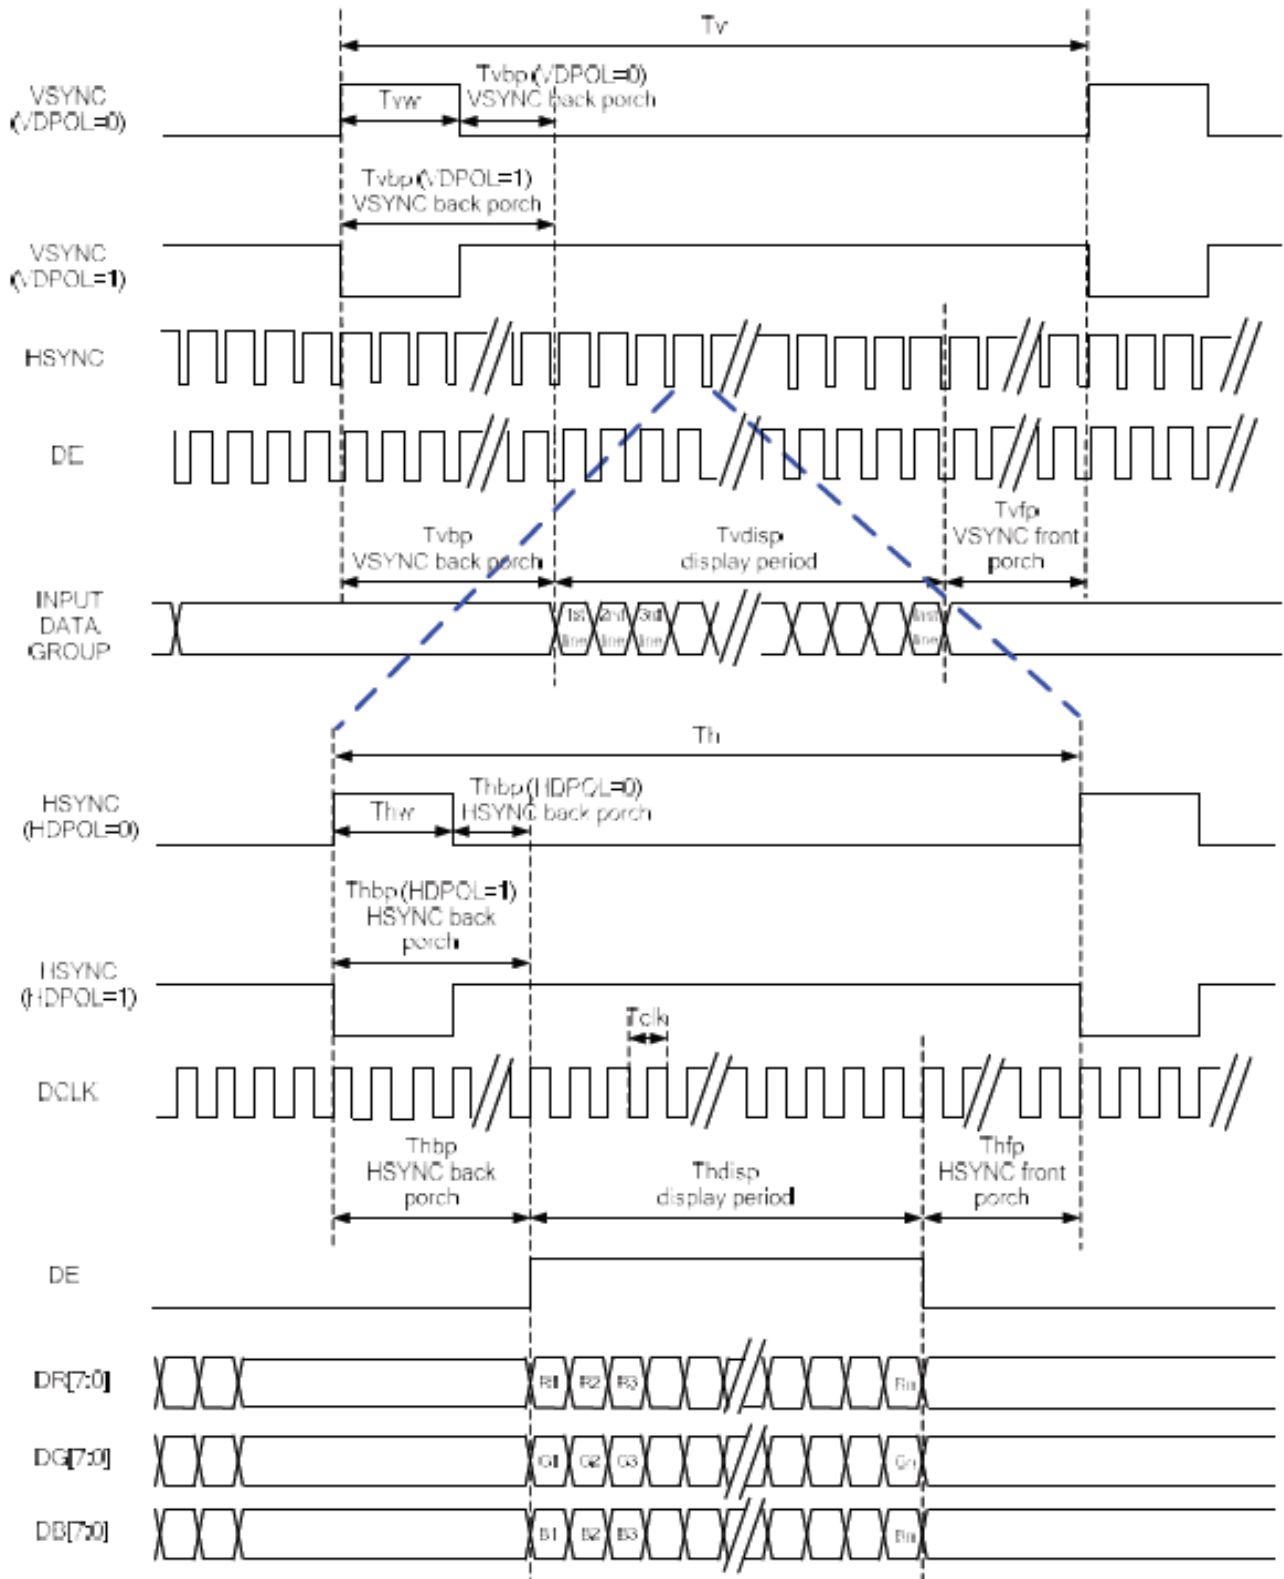 Tv
VSYNC
(VDPOL=0)
Tvw
Tvbp (VDPOL=0)
VSYNC back porch
Tvbp (VDPOL=1)
VSYNC back porch
VSYNC
(VDPOL=1)
HSYNC
DE
Tvbp
VSYNC back porch
Tvdisp
display period
Tvfp
VSYNC front
porch
INPUT
DATA
GROUP
1st
line
2nd
line
3rd
line
last
line
Th
HSYNC
(HDPOL=0)
Thw
Thbp (HDPOL=0)
HSYNC back porch
Thbp (HDPOL=1)
HSYNC back
porch
HSYNC
(HDPOL=1)
Tclk
DCLK
Thbp
HSYNC back
porch
Thdisp
display period
Thfp
HSYNC front
porch
DE
DR[7:0]
R1 R2 R3 Rn
DG[7:0]
G1 G2 G3 Gn
DB[7:0]
B1 B2 B3 Bn